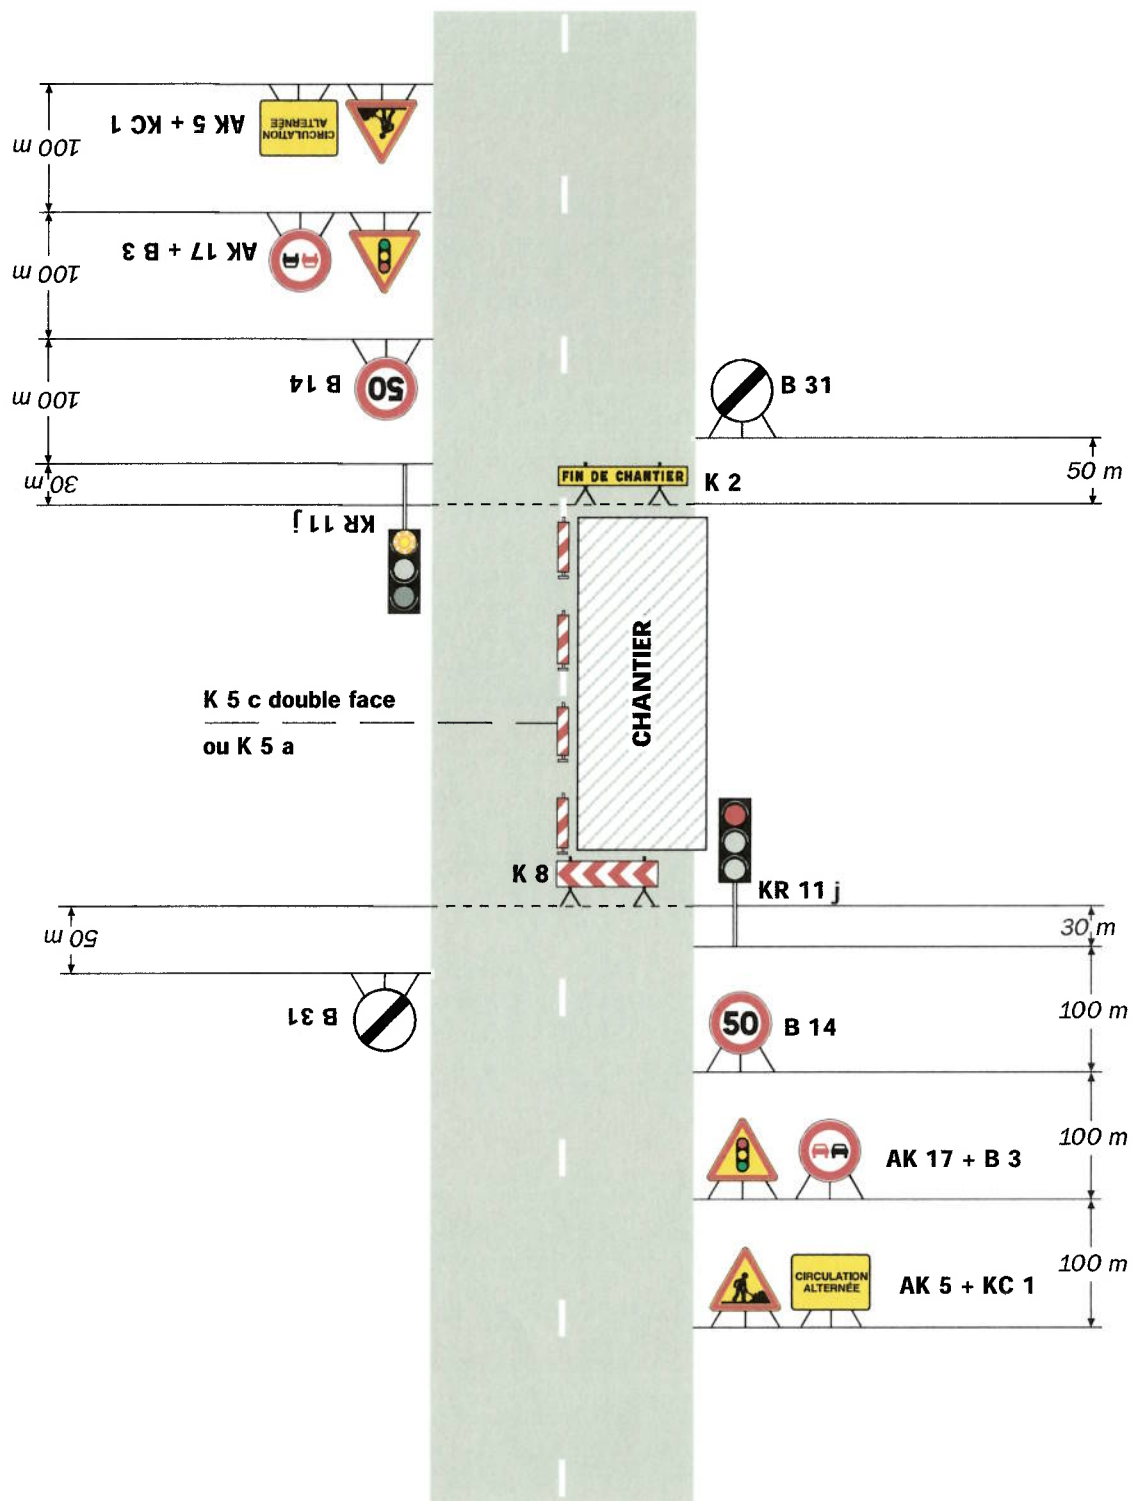 AK 5 + KC 1
CIRCULATION
ALTERNÉE
100 m
AK 17 + B 3
100 m
B 14
50
100 m
B 31
50 m
30 m
FIN DE CHANTIER
K 2
KR 11 j
CHANTIER
K 5 c double face
ou K 5 a
K 8
KR 11 j
50 m
30 m
B 31
50
B 14
100 m
AK 17 + B 3
100 m
CIRCULATION
ALTERNÉE
AK 5 + KC 1
100 m